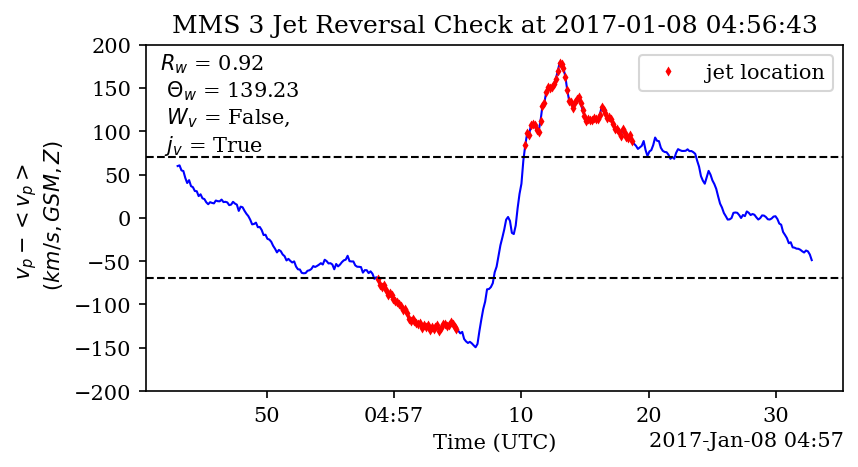 MMS 3 Jet Reversal Check at 2017-01-08 04:56:43
R_w = 0.92
Θ_w = 139.23
W_v = False,
j_v = True
jet location
v_p − < v_p >
(km/s, GSM, Z)
200
150
100
50
0
−50
−100
−150
−200
50
04:57
10
20
30
Time (UTC)
2017-Jan-08 04:57